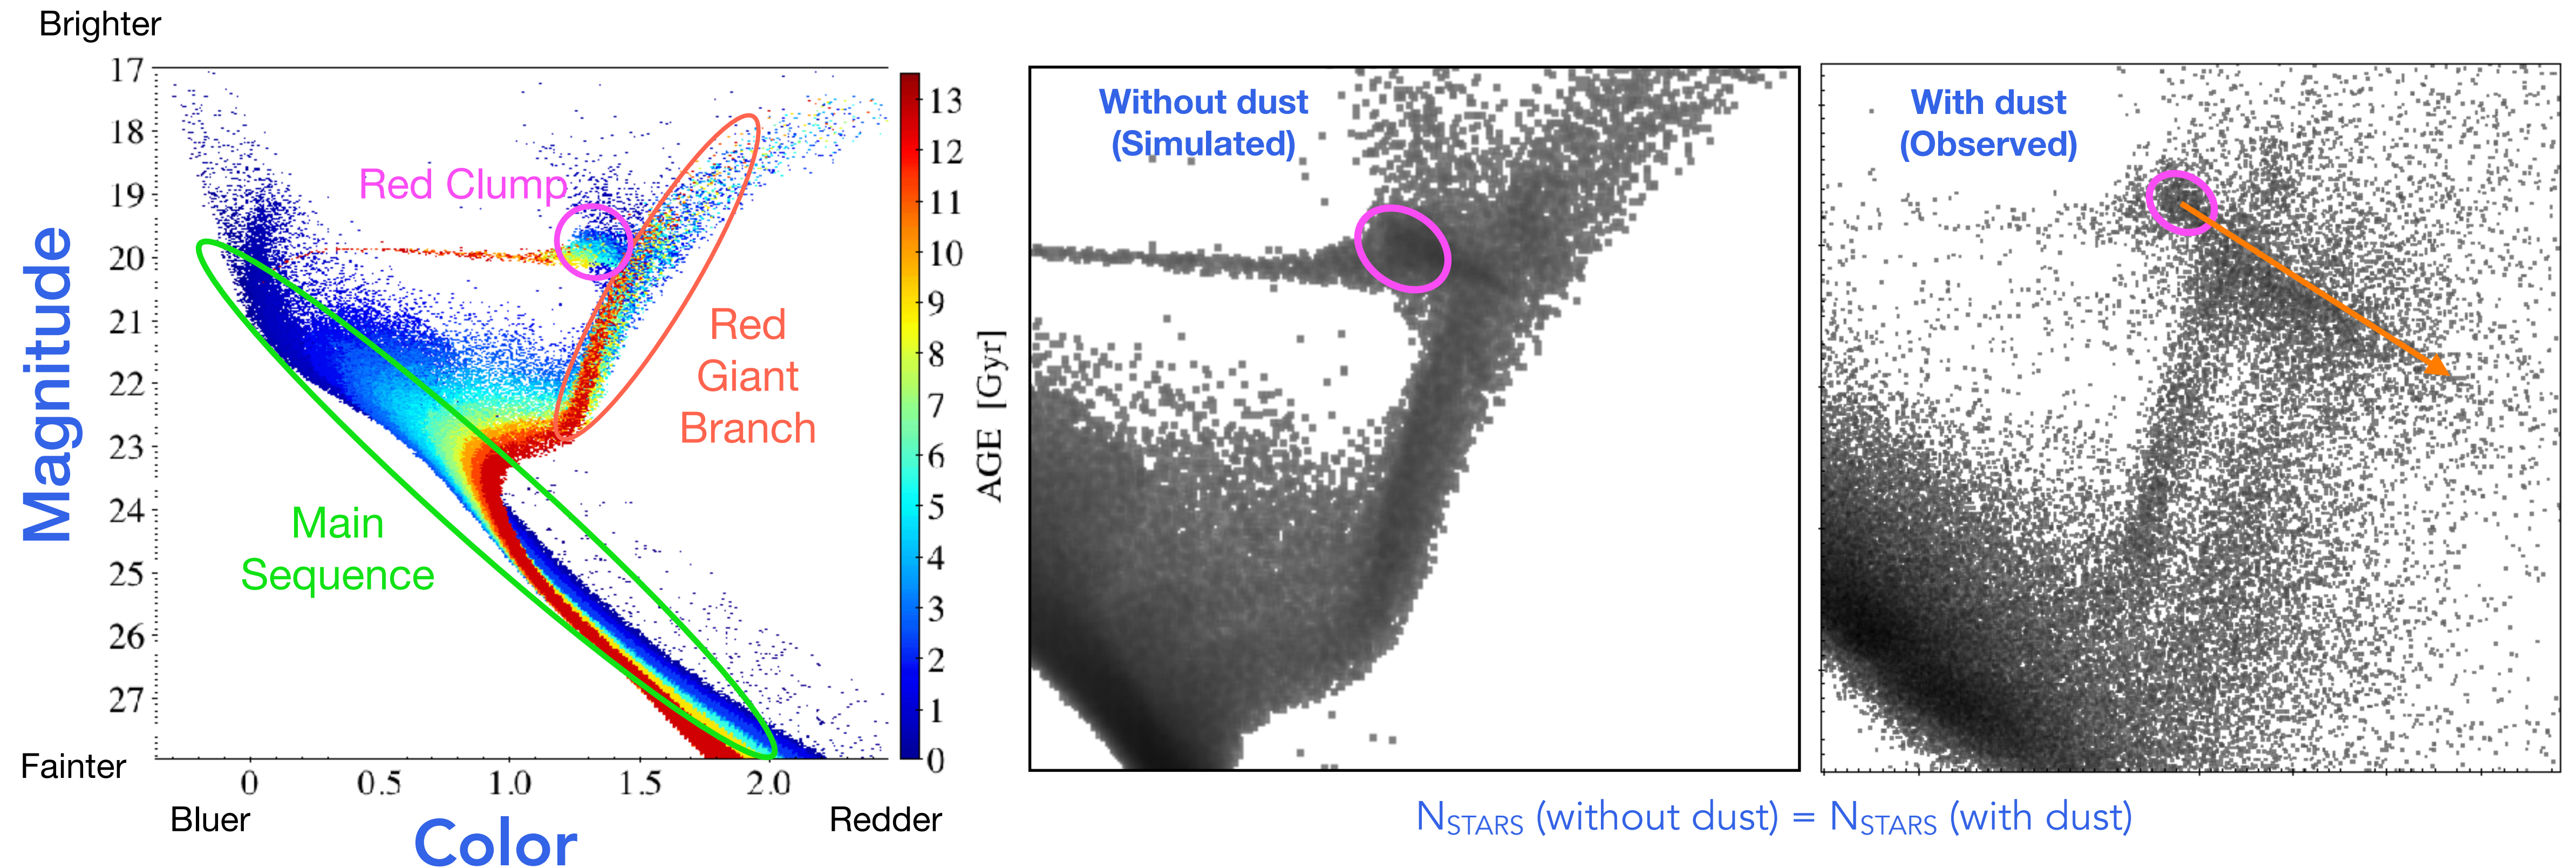 Brighter
17
18
19
20
21
22
23
24
25
26
27
Fainter
Magnitude
Red Clump
Red
Giant
Branch
Main
Sequence
0
0.5
1.0
1.5
2.0
Bluer
Color
Redder
13
12
11
10
9
8
7
6
5
4
3
2
1
0
AGE [Gyr]
Without dust
(Simulated)
With dust
(Observed)
NSTARS (without dust) = NSTARS (with dust)